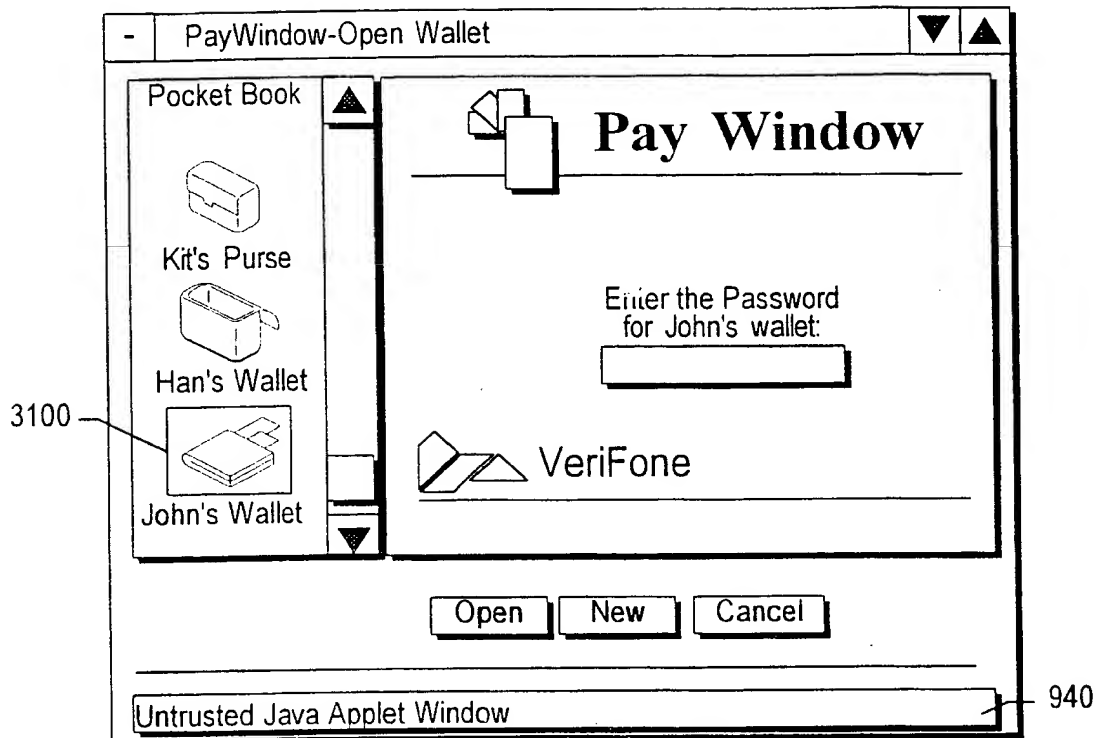 - PayWindow-Open Wallet
Pocket Book
Kit's Purse
Han's Wallet
3100
John's Wallet
Pay Window
Enter the Password
for John's wallet:
VeriFone
Open New Cancel
Untrusted Java Applet Window
940